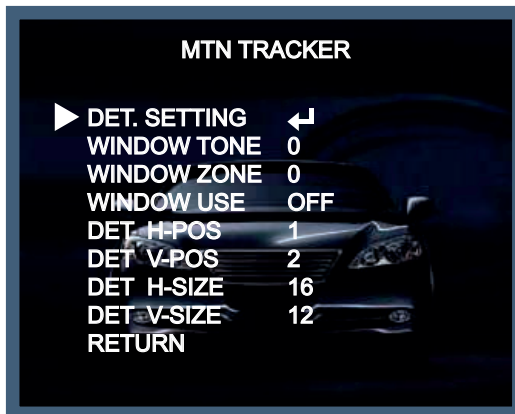 MTN TRACKER
DET. SETTING ↵
WINDOW TONE 0
WINDOW ZONE 0
WINDOW USE OFF
DET H-POS 1
DET V-POS 2
DET H-SIZE 16
DET V-SIZE 12
RETURN